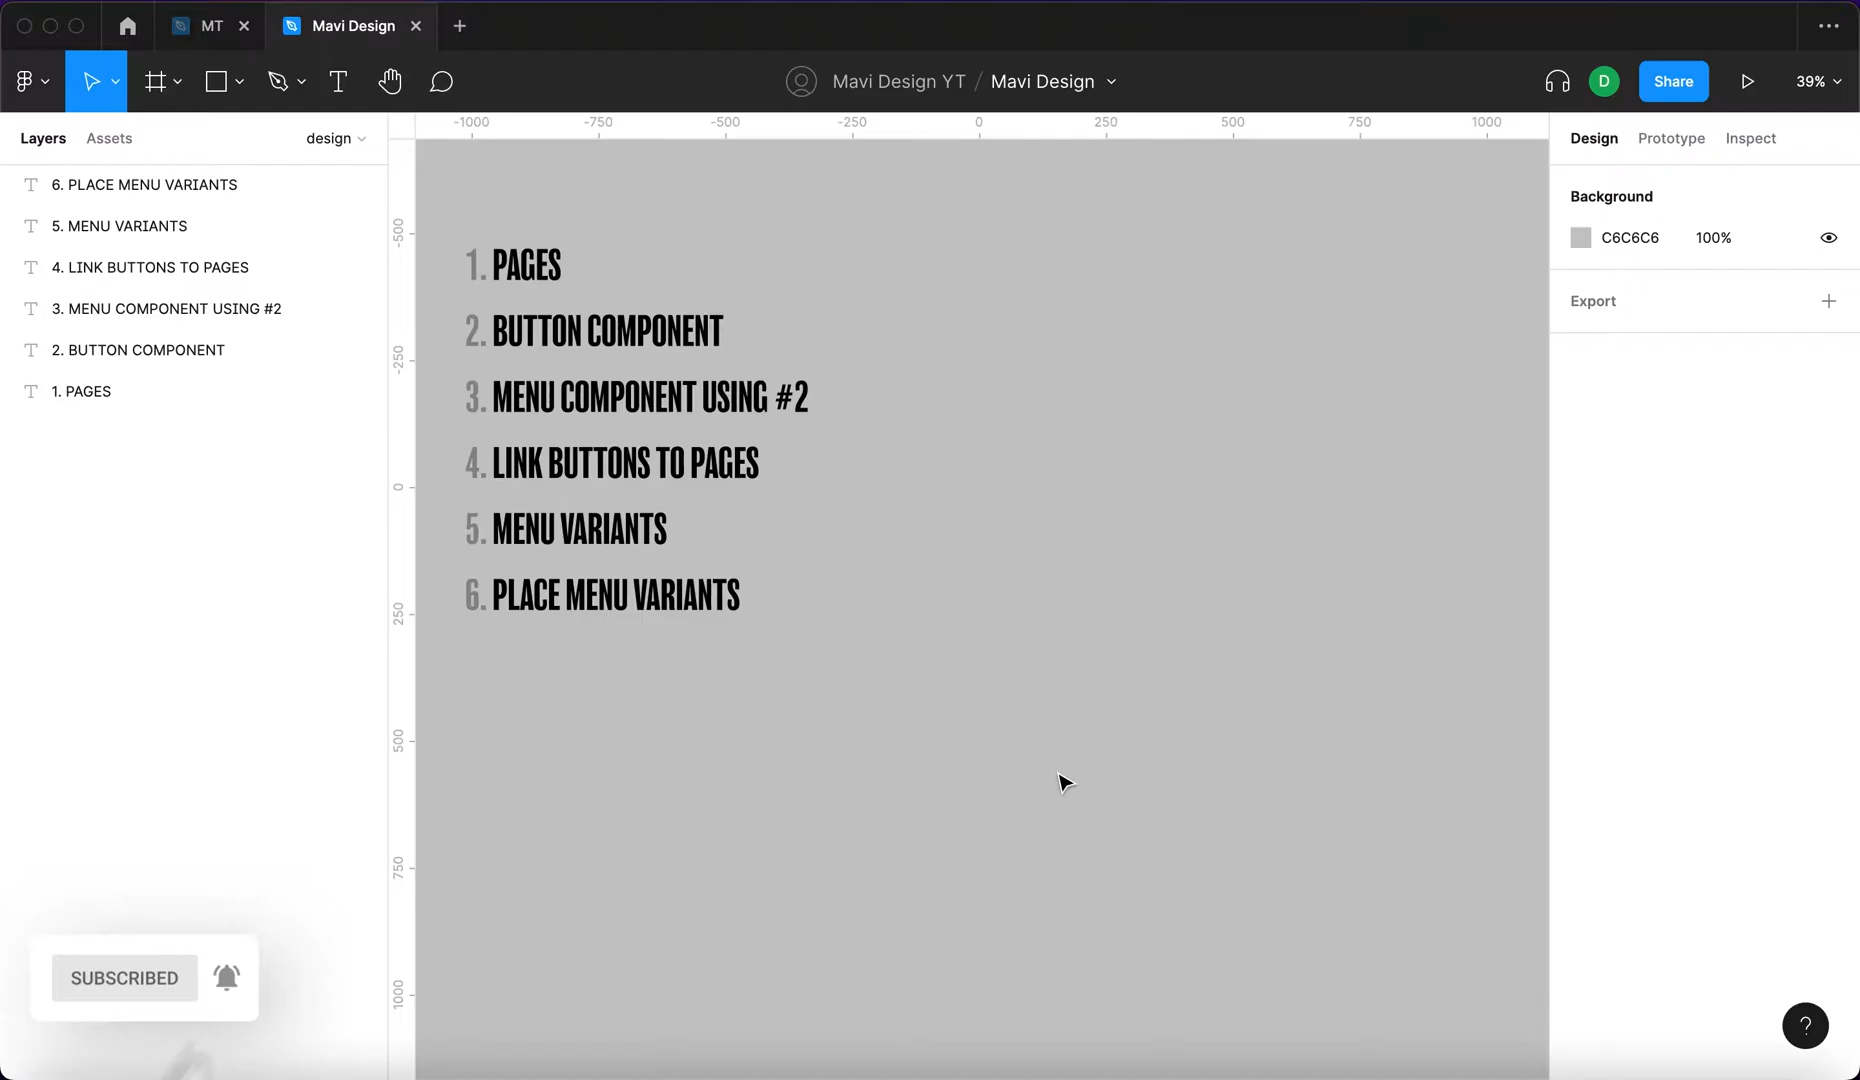 MT
Mavi Design
Mavi Design YT / Mavi Design
D
Share
39%
Layers
Assets
design
6. PLACE MENU VARIANTS
5. MENU VARIANTS
4. LINK BUTTONS TO PAGES
3. MENU COMPONENT USING #2
2. BUTTON COMPONENT
1. PAGES
-1000 -750 -500 -250 0 250 500 750 1000
-500
-250
0
250
500
750
1000
1. PAGES
2. BUTTON COMPONENT
3. MENU COMPONENT USING #2
4. LINK BUTTONS TO PAGES
5. MENU VARIANTS
6. PLACE MENU VARIANTS
Design
Prototype
Inspect
Background
C6C6C6 100%
Export
SUBSCRIBED
?